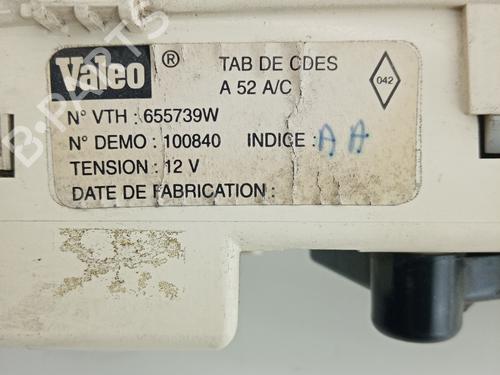 Valeo ®
TAB DE CDES
A 52 A/C
042
N° VTH : 655739W
N° DEMO : 100840 INDICE : A A
TENSION : 12 V
DATE DE FABRICATION :